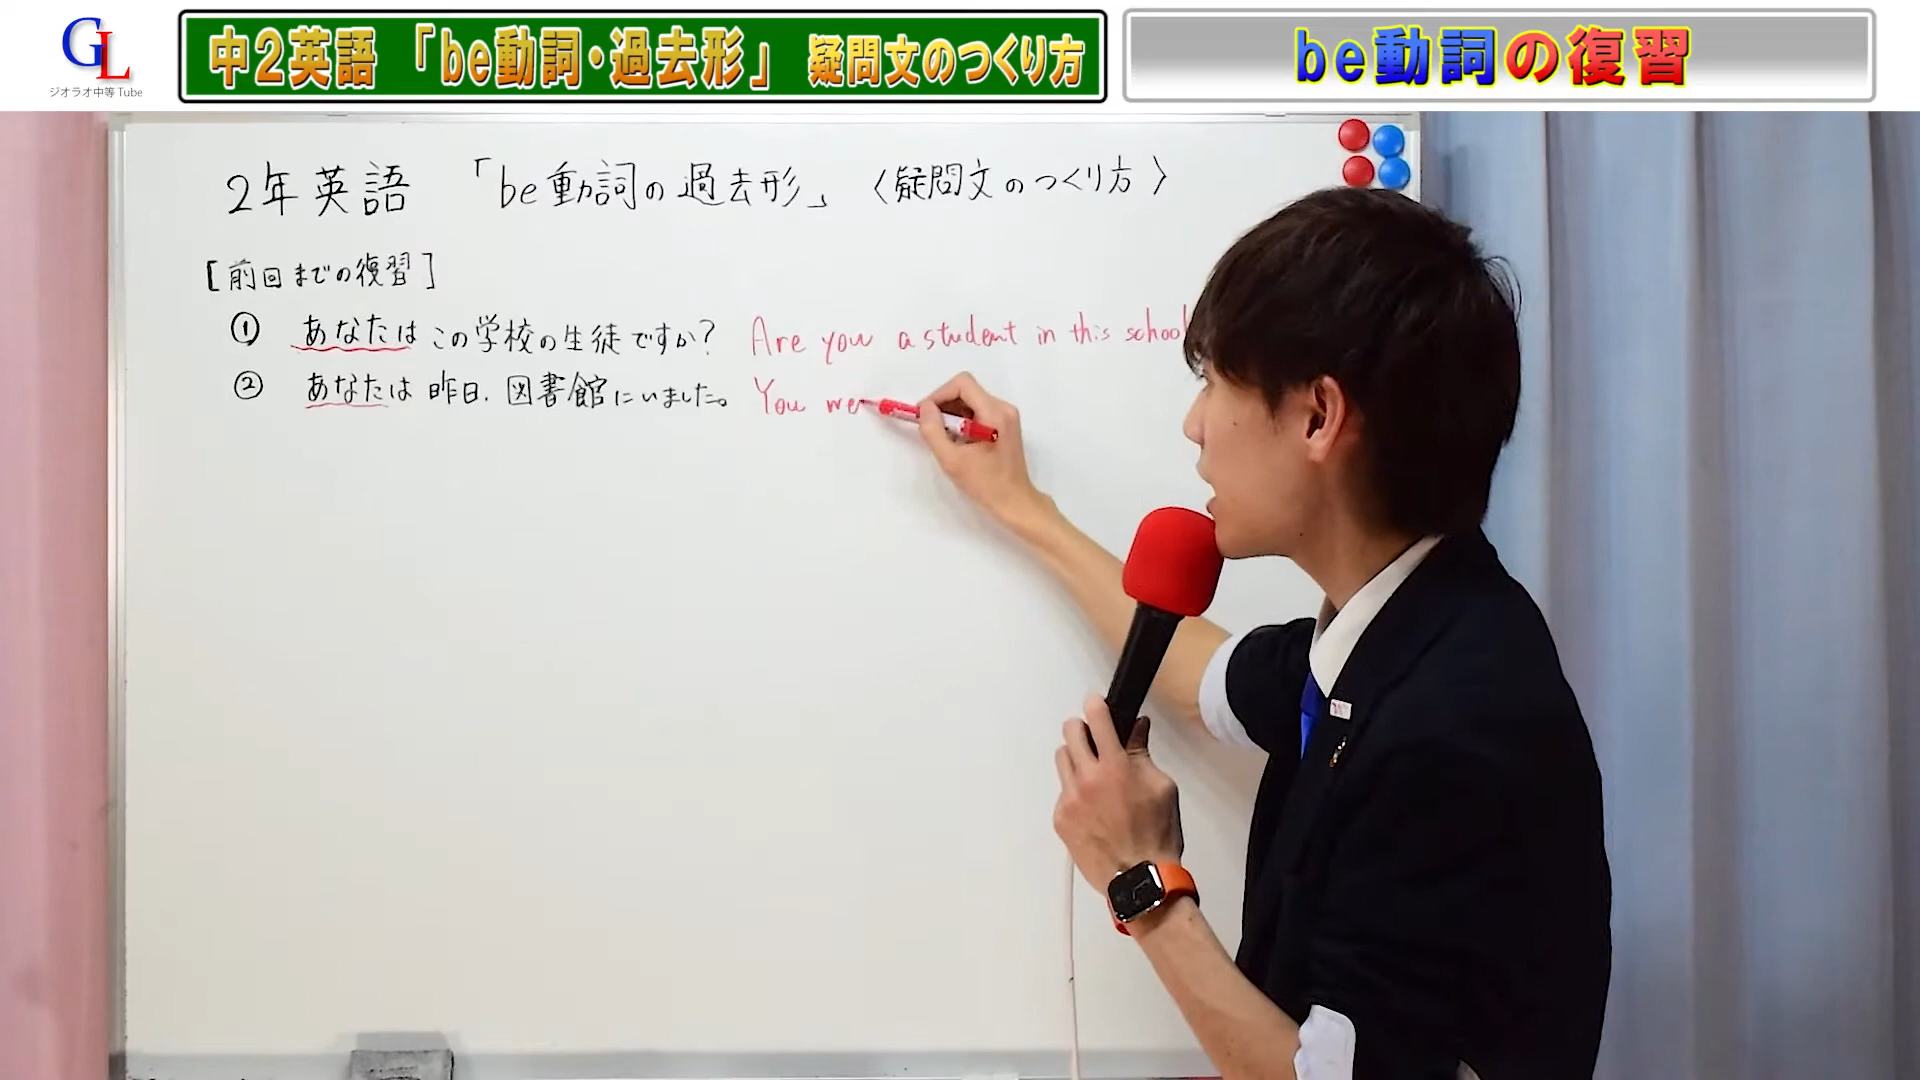 GL
ジオラオ中等Tube
中2英語 「be動詞・過去形」 疑問文のつくり方
be動詞の復習
2年英語 「be動詞の過去形」 〈疑問文のつくり方〉
[前回までの復習]
① あなたはこの学校の生徒ですか? Are you a student in this school
② あなたは昨日、図書館にいました。 You we